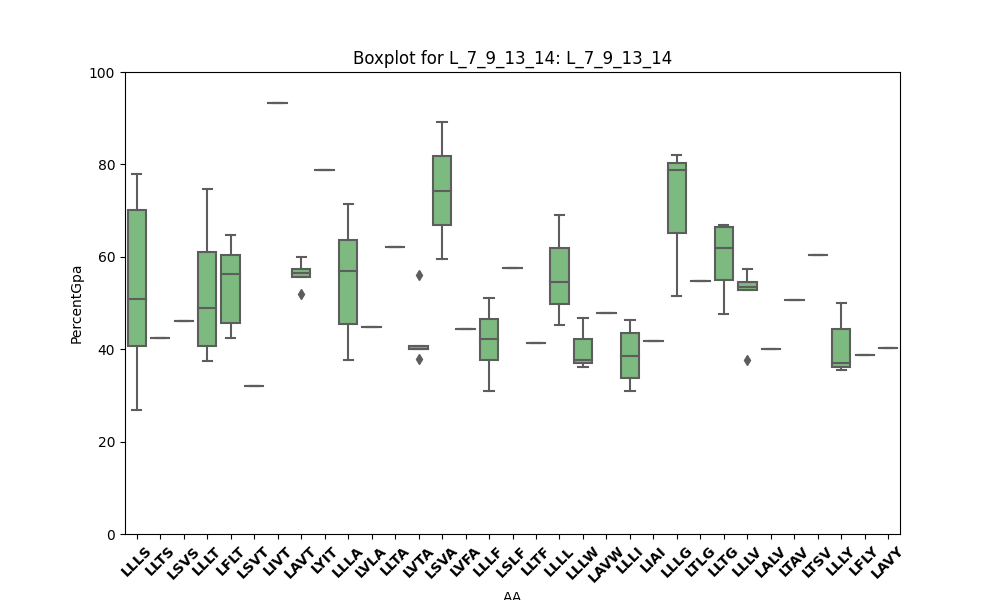 Boxplot for L_7_9_13_14: L_7_9_13_14
100
80
60
40
20
0
PercentGpa
LLLS LLTS LSVS LLLT LFLT LSVT LIVT LAVT LYIT LLLA LVLA LLTA LVTA LSVA LVFA LLLF LSLF LLTF LLLL LLLW LAVW LLLI LIAI LLLG LTLG LLTG LLLV LALV LTAV LTSV LLLY LFLY LAVY
AA